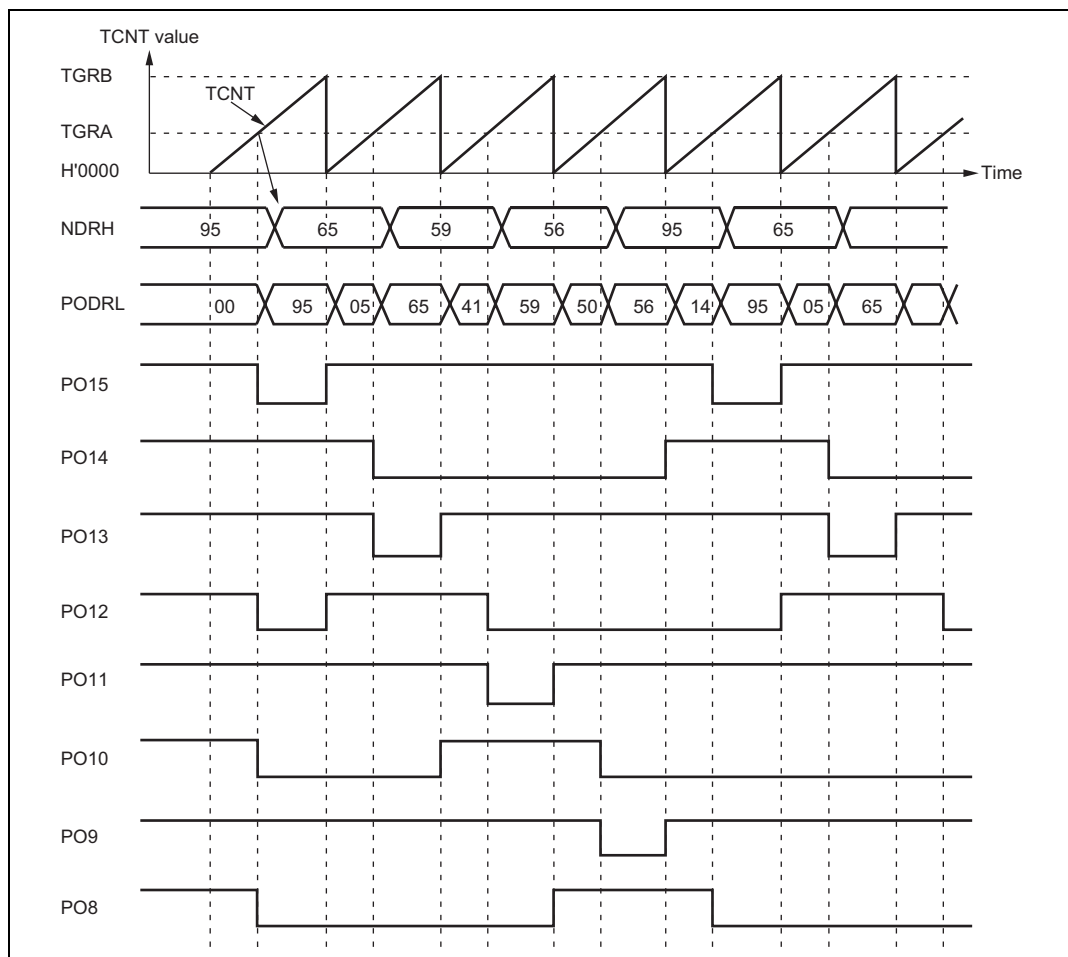 TCNT value
TGRB
TCNT
TGRA
H'0000
Time
NDRH 95 65 59 56 95 65
PODRL 00 95 05 65 41 59 50 56 14 95 05 65
PO15
PO14
PO13
PO12
PO11
PO10
PO9
PO8